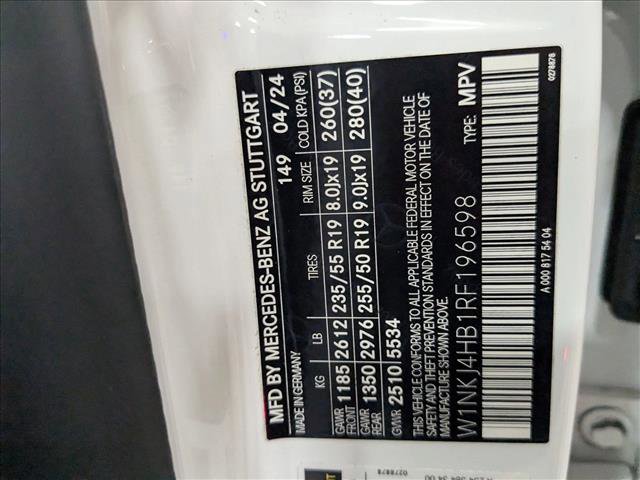 MFD BY MERCEDES-BENZ AG STUTTGART
MADE IN GERMANY 149 04/24
KG LB TIRES RIM SIZE COLD KPA (PSI)
GAWR FRONT 1185 2612 235/55 R19 8.0Jx19 260(37)
GAWR REAR 1350 2976 255/50 R19 9.0Jx19 280(40)
GVWR 2510 5534
THIS VEHICLE CONFORMS TO ALL APPLICABLE FEDERAL MOTOR VEHICLE
SAFETY AND THEFT PREVENTION STANDARDS IN EFFECT ON THE DATE OF
MANUFACTURE SHOWN ABOVE.
TYPE: MPV
W1NKJ4HB1RF196598
A 000 817 54 04
0278878
0278878